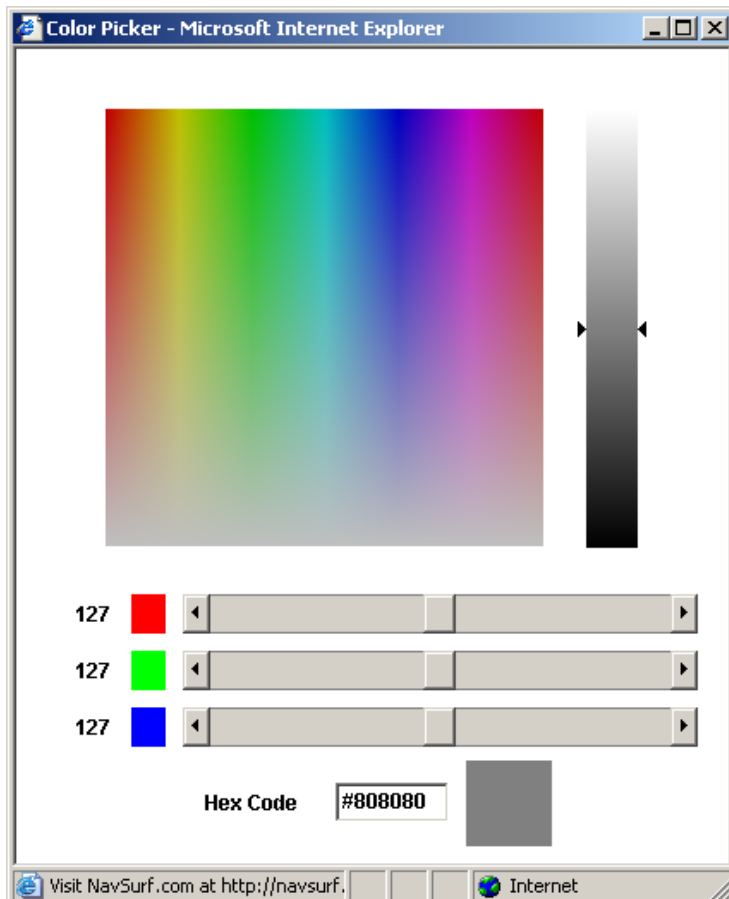 Color Picker - Microsoft Internet Explorer
127
127
127
Hex Code #808080
Visit NavSurf.com at http://navsurf. Internet